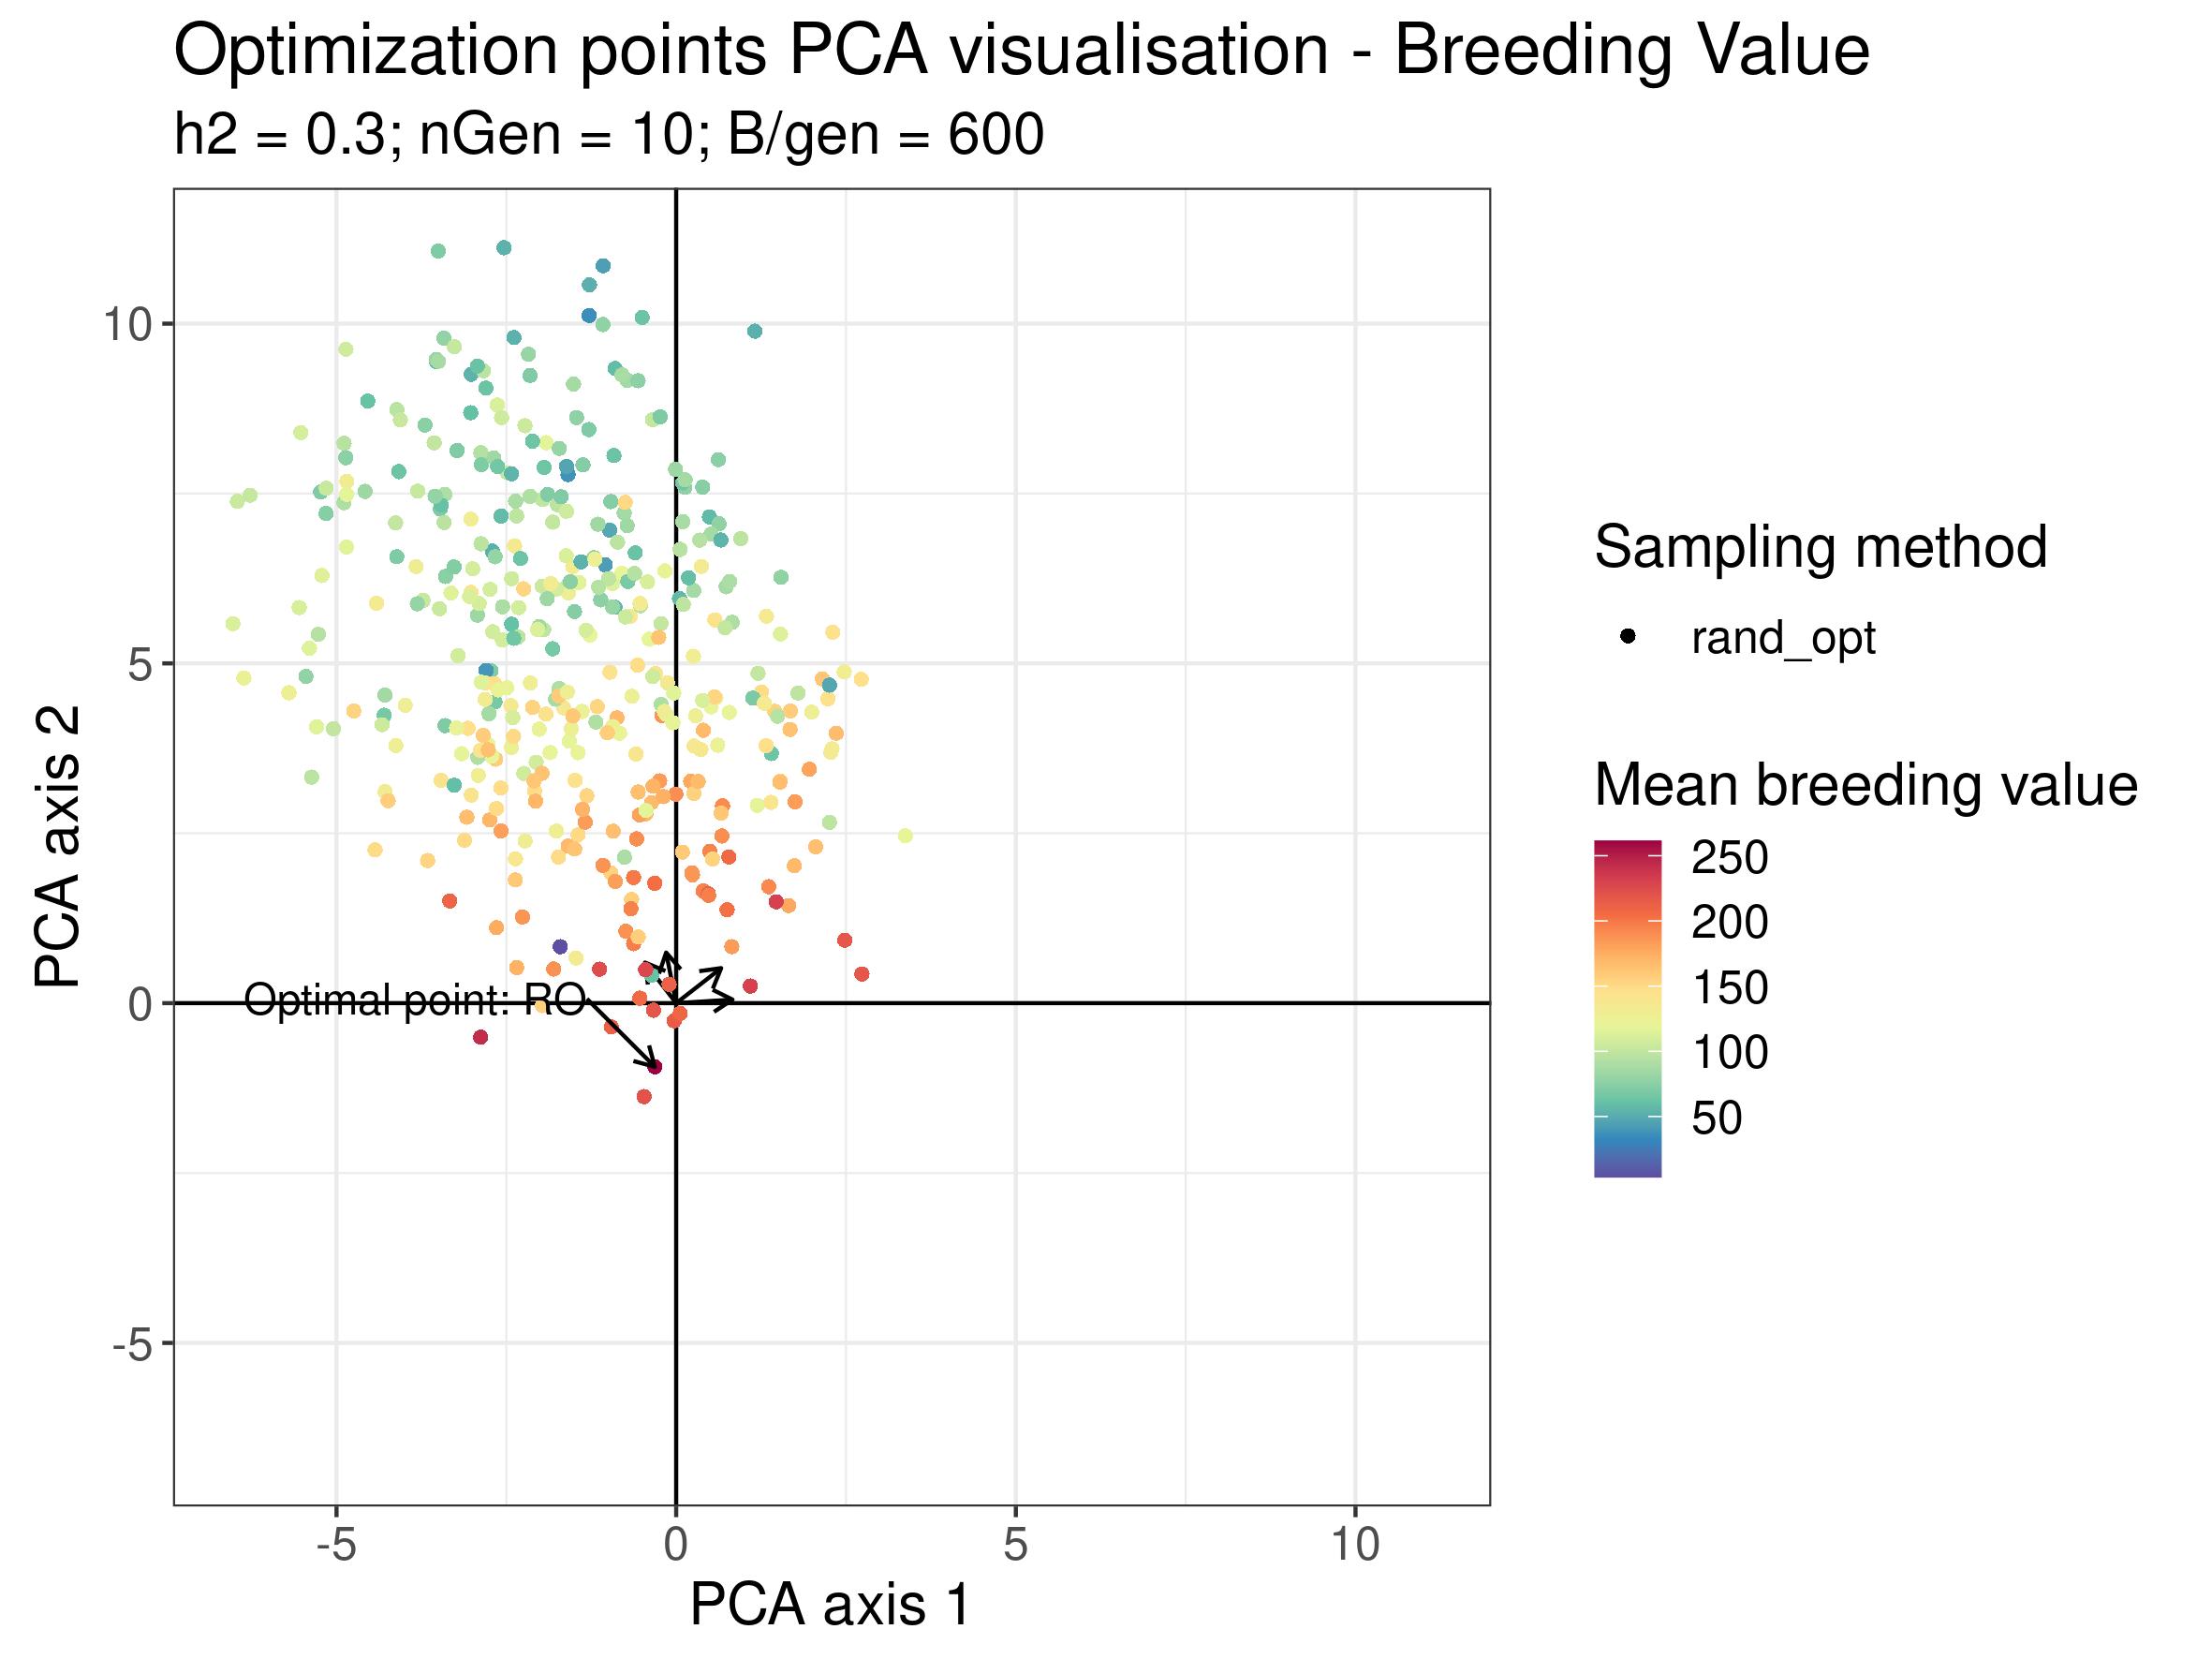 Optimization points PCA visualisation - Breeding Value
h2 = 0.3; nGen = 10; B/gen = 600
10
5
0
-5
PCA axis 2
Optimal point: RO
-5
0
5
10
PCA axis 1
Sampling method
rand_opt
Mean breeding value
250
200
150
100
50